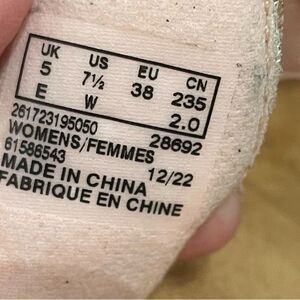 UK US EU CN
5 7½ 38 235
E W 2.0
261723195050 28692
WOMENS/FEMMES
61586543 12/22
MADE IN CHINA
FABRIQUE EN CHINE